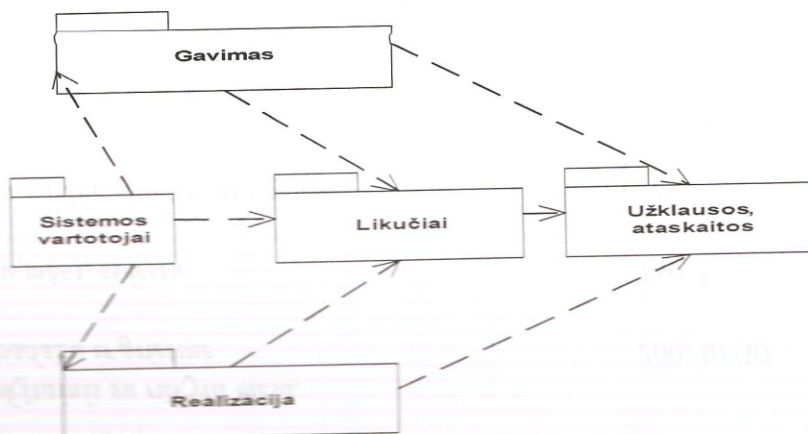 Gavimas
Sistemos
vartotojai
Likučiai
Užklausos,
ataskaitos
Realizacija